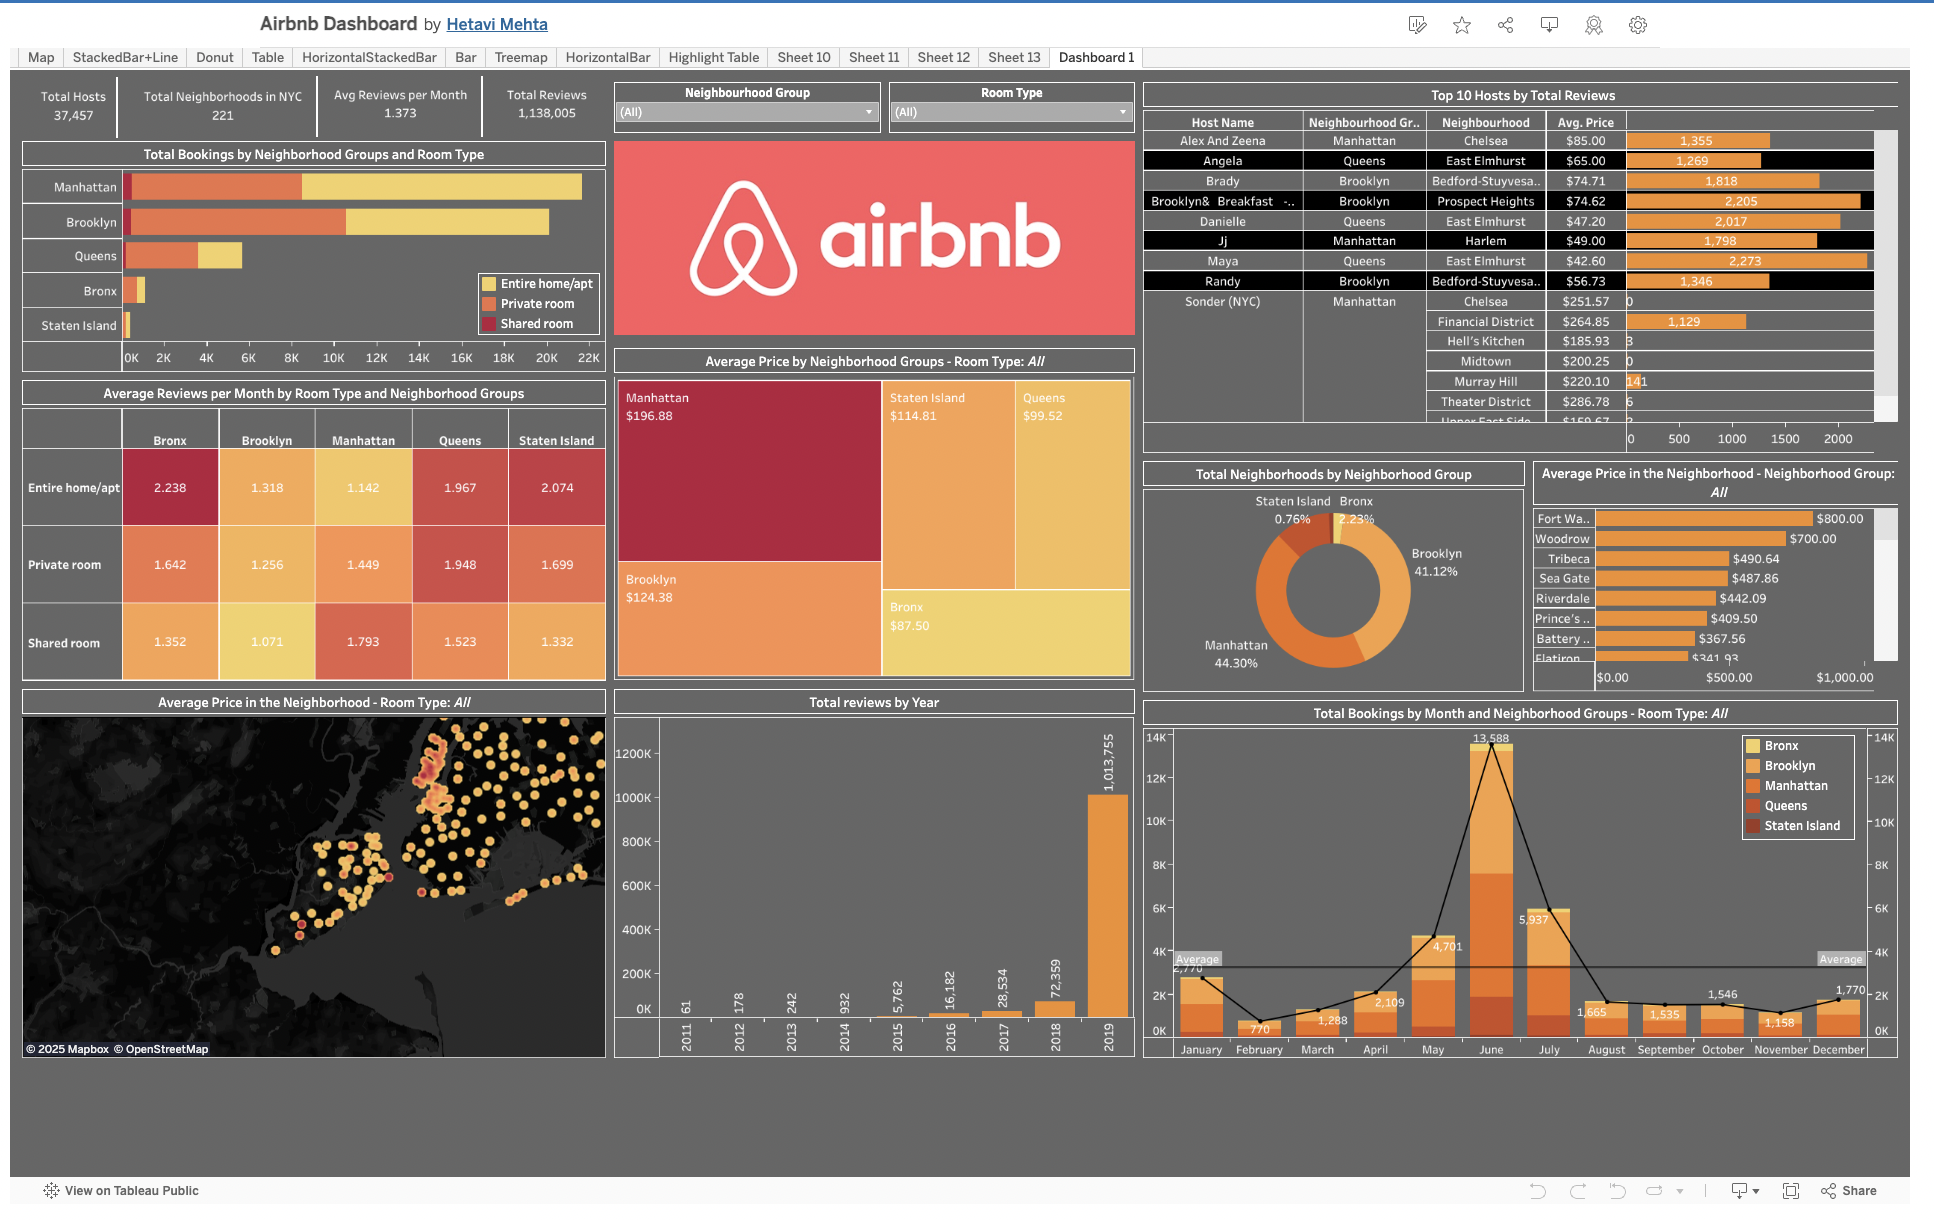 Airbnb Dashboard by Hetavi Mehta
Map StackedBar+Line Donut Table HorizontalStackedBar Bar Treemap HorizontalBar Highlight Table Sheet 10 Sheet 11 Sheet 12 Sheet 13 Dashboard 1
Total Hosts
37,457
Total Neighborhoods in NYC
221
Avg Reviews per Month
1.373
Total Reviews
1,138,005
Neighbourhood Group
(All)
Room Type
(All)
Total Bookings by Neighborhood Groups and Room Type
Manhattan
Brooklyn
Queens
Bronx
Staten Island
Entire home/apt
Private room
Shared room
0K 2K 4K 6K 8K 10K 12K 14K 16K 18K 20K 22K
airbnb
Top 10 Hosts by Total Reviews
Host Name Neighbourhood Gr.. Neighbourhood Avg. Price
Alex And Zeena Manhattan Chelsea $85.00 1,355
Angela Queens East Elmhurst $65.00 1,269
Brady Brooklyn Bedford-Stuyvesa.. $74.71 1,818
Brooklyn& Breakfast -.. Brooklyn Prospect Heights $74.62 2,205
Danielle Queens East Elmhurst $47.20 2,017
Jj Manhattan Harlem $49.00 1,798
Maya Queens East Elmhurst $42.60 2,273
Randy Brooklyn Bedford-Stuyvesa.. $56.73 1,346
Sonder (NYC) Manhattan Chelsea $251.57 0
Financial District $264.85 1,129
Hell's Kitchen $185.93 3
Midtown $200.25 0
Murray Hill $220.10 141
Theater District $286.78 6
Upper East Side $159.67 2
0 500 1000 1500 2000
Average Reviews per Month by Room Type and Neighborhood Groups
Bronx Brooklyn Manhattan Queens Staten Island
Entire home/apt 2.238 1.318 1.142 1.967 2.074
Private room 1.642 1.256 1.449 1.948 1.699
Shared room 1.352 1.071 1.793 1.523 1.332
Average Price by Neighborhood Groups - Room Type: All
Manhattan
$196.88
Staten Island
$114.81
Queens
$99.52
Brooklyn
$124.38
Bronx
$87.50
Total Neighborhoods by Neighborhood Group
Staten Island
0.76%
Bronx
2.23%
Brooklyn
41.12%
Manhattan
44.30%
Average Price in the Neighborhood - Neighborhood Group:
All
Fort Wa.. $800.00
Woodrow $700.00
Tribeca $490.64
Sea Gate $487.86
Riverdale $442.09
Prince's .. $409.50
Battery .. $367.56
Flatiron $341.93
$0.00 $500.00 $1,000.00
Average Price in the Neighborhood - Room Type: All
© 2025 Mapbox © OpenStreetMap
Total reviews by Year
1200K
1000K
800K
600K
400K
200K
0K
61 178 242 932 5,762 16,182 28,534 72,359 1,013,755
2011 2012 2013 2014 2015 2016 2017 2018 2019
Total Bookings by Month and Neighborhood Groups - Room Type: All
Bronx
Brooklyn
Manhattan
Queens
Staten Island
14K 14K
12K 12K
10K 10K
8K 8K
6K 6K
4K 4K
2K 2K
0K 0K
Average Average
2,770 770 1,288 2,109 4,701 13,588 5,937 1,665 1,535 1,546 1,158 1,770
January February March April May June July August September October November December
View on Tableau Public
Share